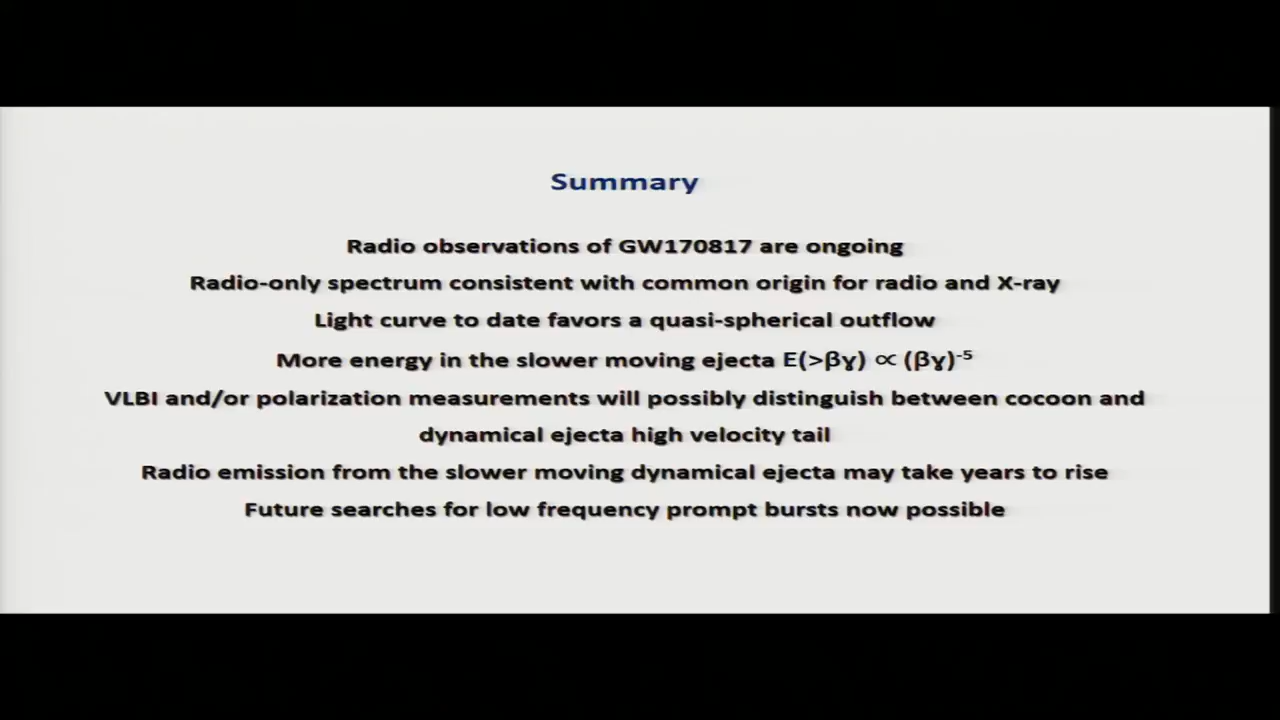 Summary
Radio observations of GW170817 are ongoing
Radio-only spectrum consistent with common origin for radio and X-ray
Light curve to date favors a quasi-spherical outflow
More energy in the slower moving ejecta E(>βɣ) ∝ (βɣ)⁻⁵
VLBI and/or polarization measurements will possibly distinguish between cocoon and
dynamical ejecta high velocity tail
Radio emission from the slower moving dynamical ejecta may take years to rise
Future searches for low frequency prompt bursts now possible